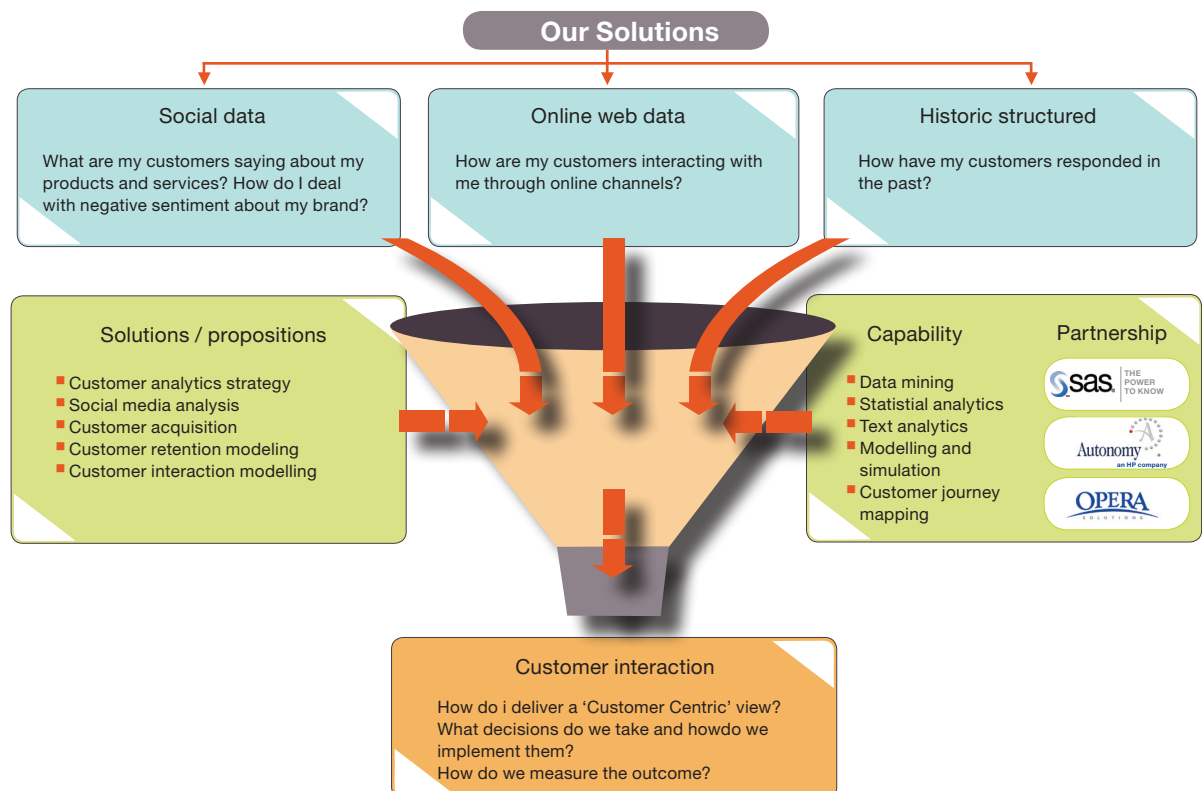 Our Solutions
Social data
What are my customers saying about my
products and services? How do I deal
with negative sentiment about my brand?
Online web data
How are my customers interacting with
me through online channels?
Historic structured
How have my customers responded in
the past?
Solutions / propositions
Customer analytics strategy
Social media analysis
Customer acquisition
Customer retention modeling
Customer interaction modelling
Capability
Data mining
Statistial analytics
Text analytics
Modelling and
simulation
Customer journey
mapping
Partnership
sas.
THE
POWER
TO KNOW
A
Autonomy
an HP company
OPERA
SOLUTIONS
Customer interaction
How do i deliver a ‘Customer Centric’ view?
What decisions do we take and howdo we
implement them?
How do we measure the outcome?